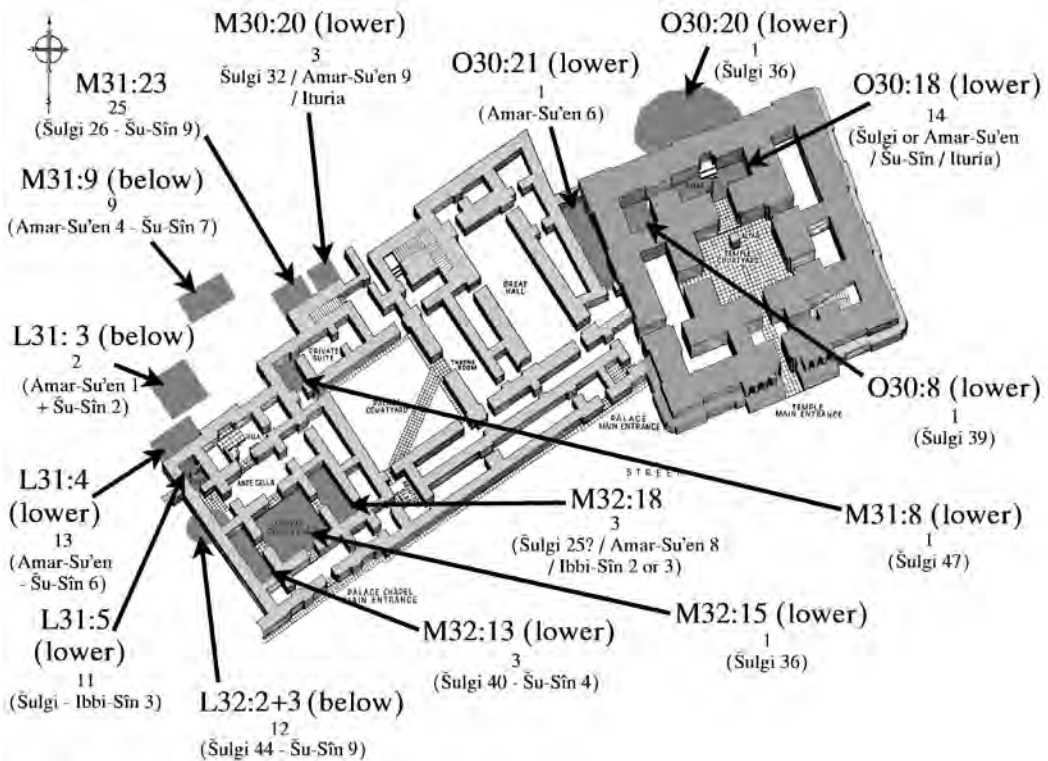 M30:20 (lower)
3
Šulgi 32 / Amar-Su'en 9
/ Ituria
O30:20 (lower)
1
(Šulgi 36)
M31:23
25
(Šulgi 26 - Šu-Sîn 9)
O30:21 (lower)
1
(Amar-Su'en 6)
O30:18 (lower)
14
(Šulgi or Amar-Su'en
/ Šu-Sîn / Ituria)
M31:9 (below)
9
(Amar-Su'en 4 - Šu-Sîn 7)
TEMPLE
COURTYARD
GREAT
HALL
L31: 3 (below)
2
(Amar-Su'en 1
+ Šu-Sîn 2)
PRIVATE
SUITE
THRONE
ROOM
COURTYARD
O30:8 (lower)
1
(Šulgi 39)
TEMPLE
MAIN ENTRANCE
PALACE
MAIN ENTRANCE
STREET
CELLA
ANTE CELLA
L31:4
(lower)
13
(Amar-Su'en
- Šu-Sîn 6)
M32:18
3
(Šulgi 25? / Amar-Su'en 8
/ Ibbi-Sîn 2 or 3)
M31:8 (lower)
1
(Šulgi 47)
PALACE CHAPEL
MAIN ENTRANCE
L31:5
(lower)
11
(Šulgi - Ibbi-Sîn 3)
M32:13 (lower)
3
(Šulgi 40 - Šu-Sîn 4)
M32:15 (lower)
1
(Šulgi 36)
L32:2+3 (below)
12
(Šulgi 44 - Šu-Sîn 9)